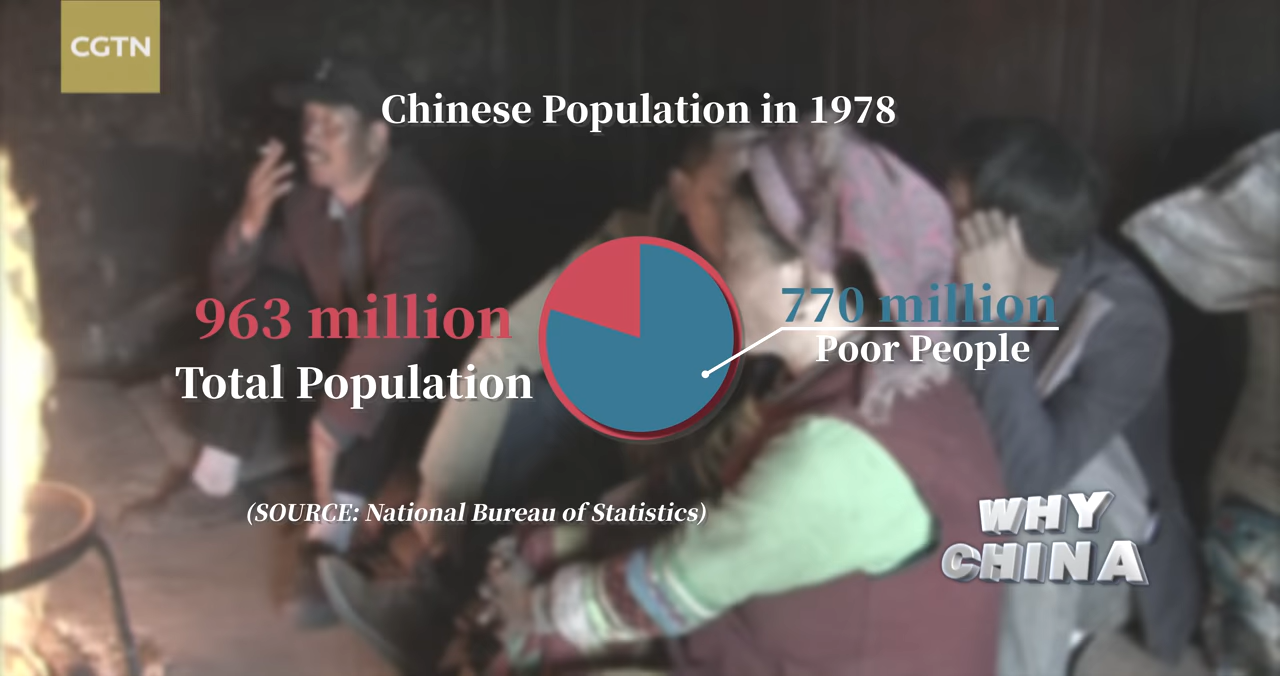 CGTN
Chinese Population in 1978
963 million
Total Population
770 million
Poor People
(SOURCE: National Bureau of Statistics)
WHY
CHINA